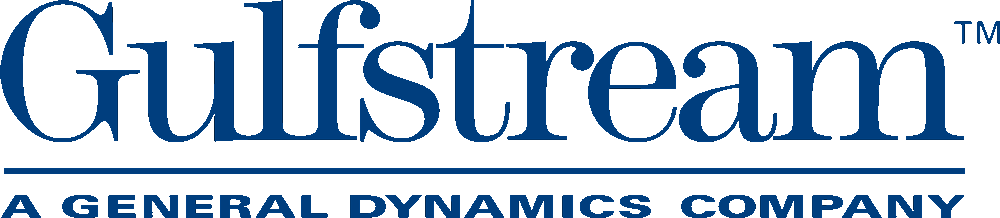 Gulfstream™
A GENERAL DYNAMICS COMPANY